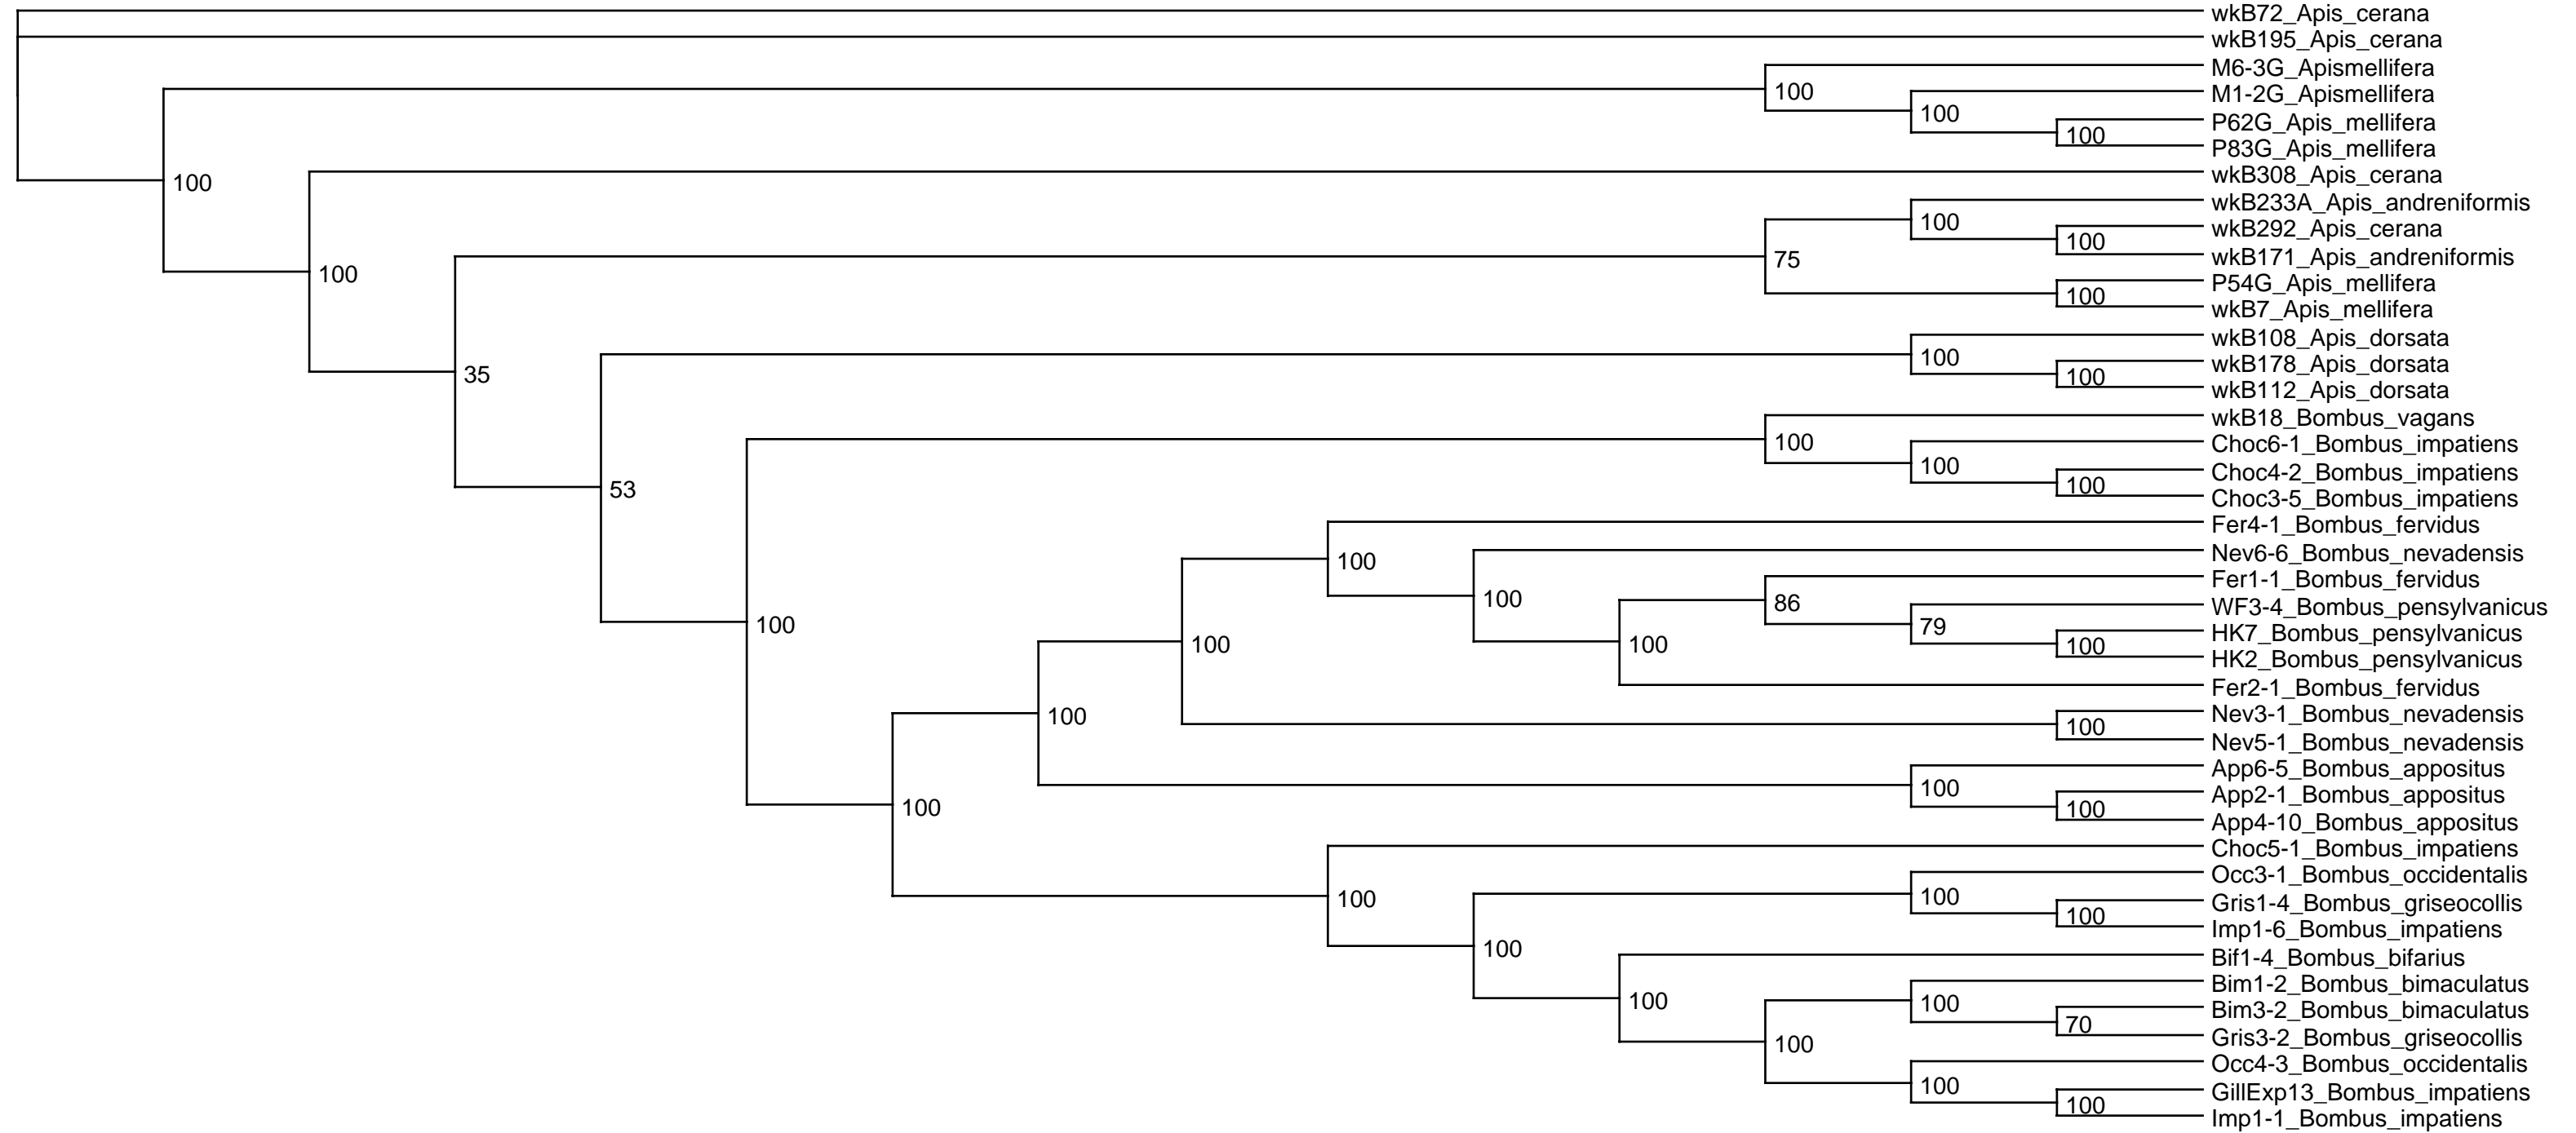 wkB72_Apis_cerana
wkB195_Apis_cerana
M6-3G_Apismellifera
100
M1-2G_Apismellifera
100
P62G_Apis_mellifera
100
P83G_Apis_mellifera
wkB308_Apis_cerana
100
wkB233A_Apis_andreniformis
100
wkB292_Apis_cerana
100
wkB171_Apis_andreniformis
75
100
P54G_Apis_mellifera
100
wkB7_Apis_mellifera
wkB108_Apis_dorsata
100
wkB178_Apis_dorsata
35
100
wkB112_Apis_dorsata
wkB18_Bombus_vagans
100
Choc6-1_Bombus_impatiens
100
Choc4-2_Bombus_impatiens
53
100
Choc3-5_Bombus_impatiens
Fer4-1_Bombus_fervidus
100
Nev6-6_Bombus_nevadensis
Fer1-1_Bombus_fervidus
100
86
WF3-4_Bombus_pensylvanicus
100
79
HK7_Bombus_pensylvanicus
100
100
100
HK2_Bombus_pensylvanicus
Fer2-1_Bombus_fervidus
100
Nev3-1_Bombus_nevadensis
100
Nev5-1_Bombus_nevadensis
App6-5_Bombus_appositus
100
App2-1_Bombus_appositus
100
100
App4-10_Bombus_appositus
Choc5-1_Bombus_impatiens
Occ3-1_Bombus_occidentalis
100
100
Gris1-4_Bombus_griseocollis
100
Imp1-6_Bombus_impatiens
100
Bif1-4_Bombus_bifarius
Bim1-2_Bombus_bimaculatus
100
100
Bim3-2_Bombus_bimaculatus
70
Gris3-2_Bombus_griseocollis
100
Occ4-3_Bombus_occidentalis
100
GillExp13_Bombus_impatiens
100
Imp1-1_Bombus_impatiens